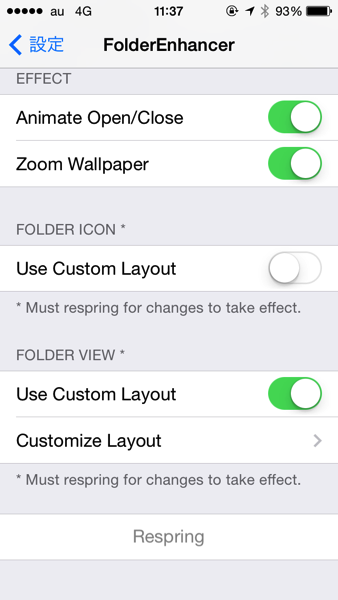 au 4G 11:37 93%
設定 FolderEnhancer
EFFECT
Animate Open/Close
Zoom Wallpaper
FOLDER ICON *
Use Custom Layout
* Must respring for changes to take effect.
FOLDER VIEW *
Use Custom Layout
Customize Layout
* Must respring for changes to take effect.
Respring